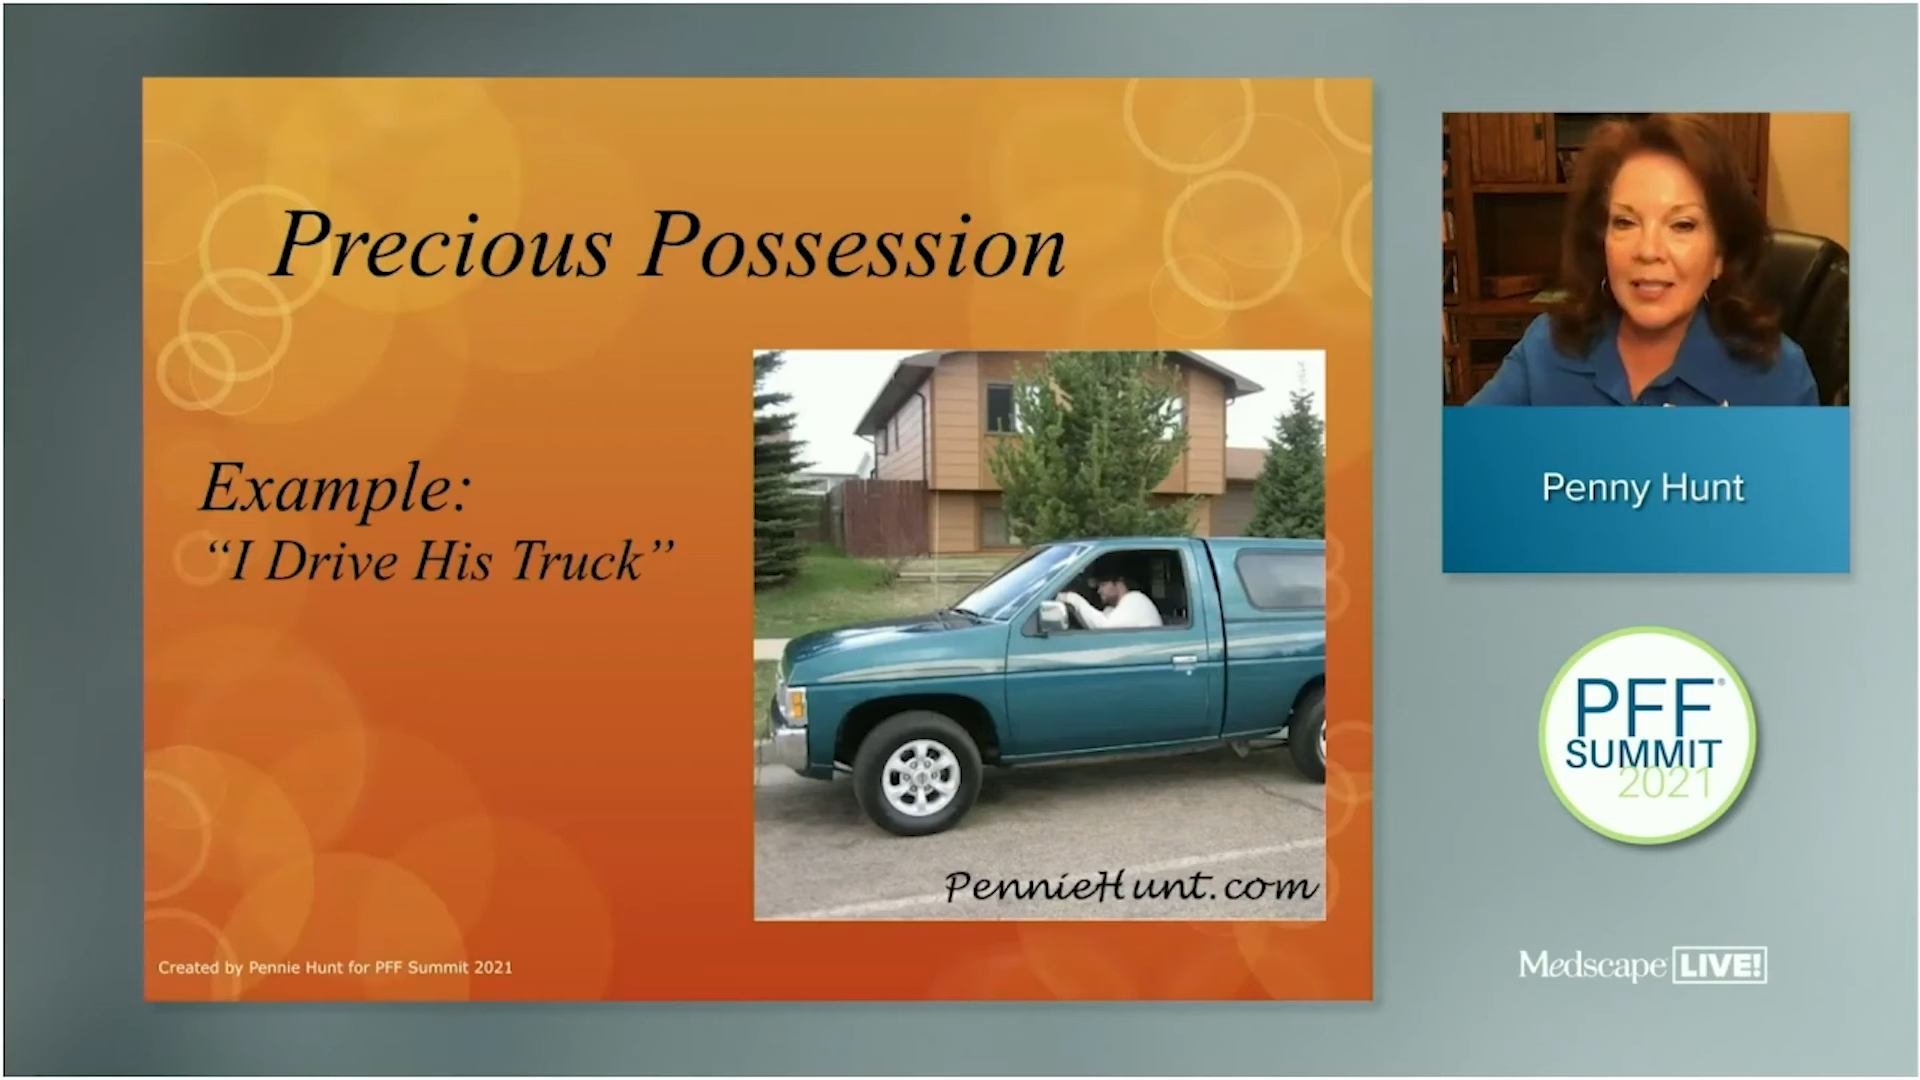 Precious Possession
Example:
“I Drive His Truck”
PennieHunt.com
Created by Pennie Hunt for PFF Summit 2021
Penny Hunt
PFF®
SUMMIT
2021
Medscape LIVE!